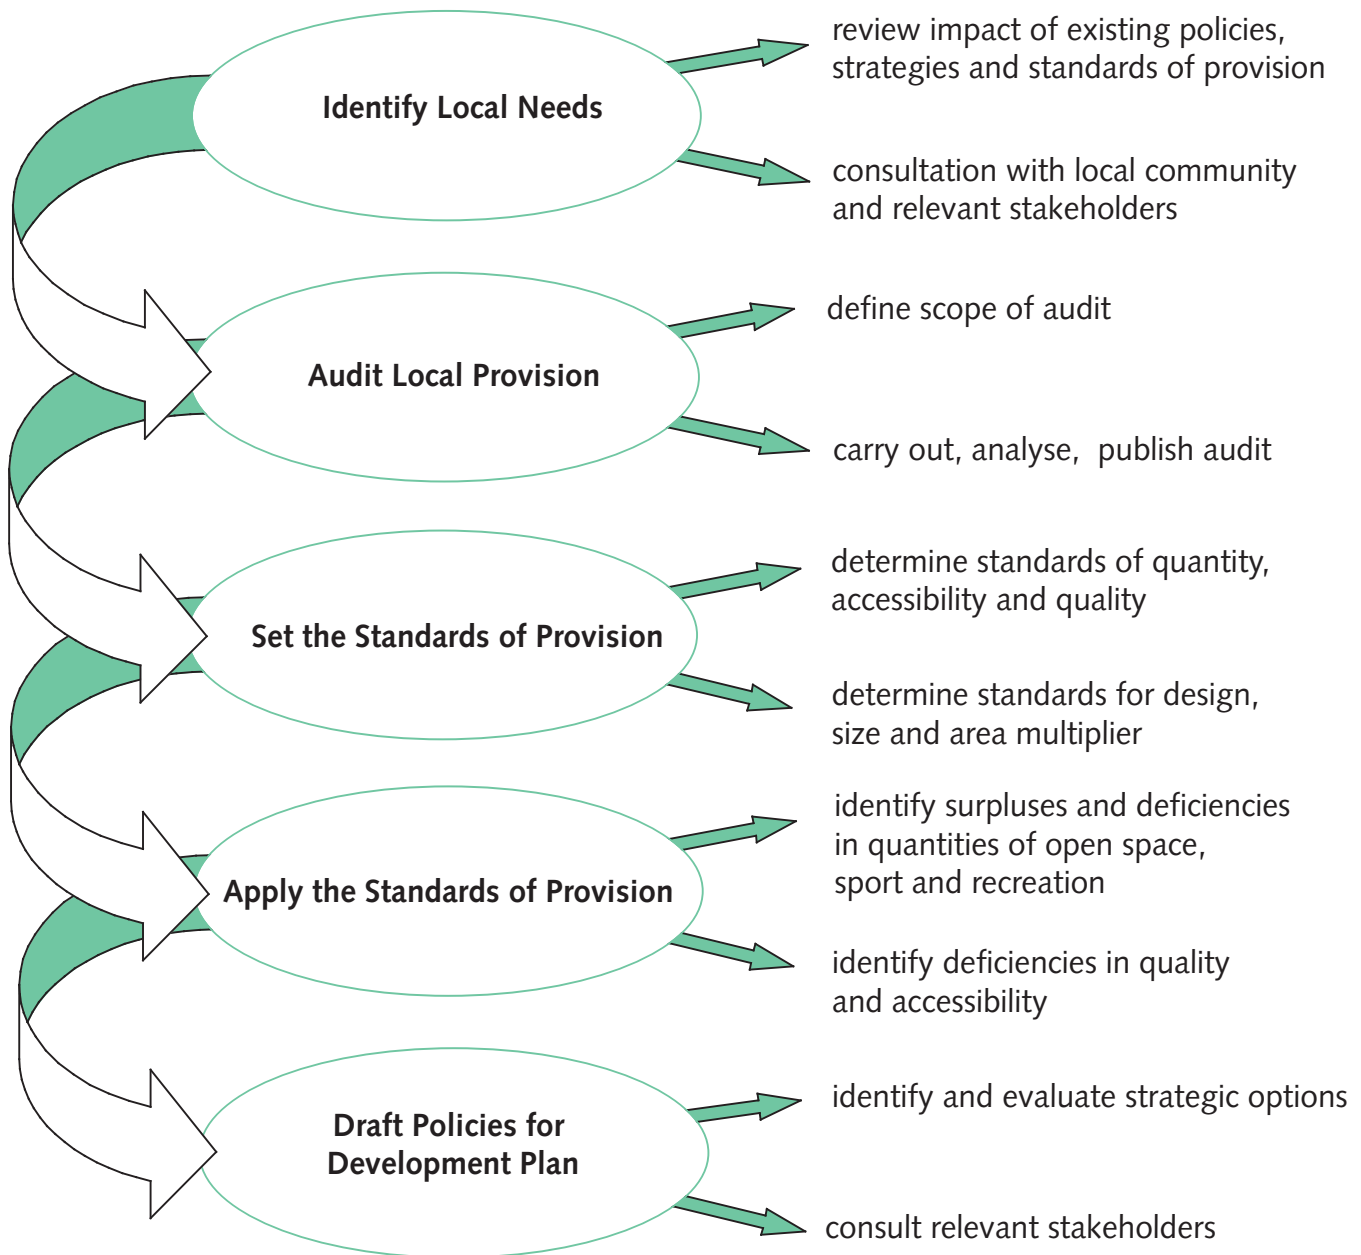 Identify Local Needs
review impact of existing policies,
strategies and standards of provision
consultation with local community
and relevant stakeholders
Audit Local Provision
define scope of audit
carry out, analyse,  publish audit
Set the Standards of Provision
determine standards of quantity,
accessibility and quality
determine standards for design,
size and area multiplier
Apply the Standards of Provision
identify surpluses and deficiencies
in quantities of open space,
sport and recreation
identify deficiencies in quality
and accessibility
Draft Policies for
Development Plan
identify and evaluate strategic options
consult relevant stakeholders